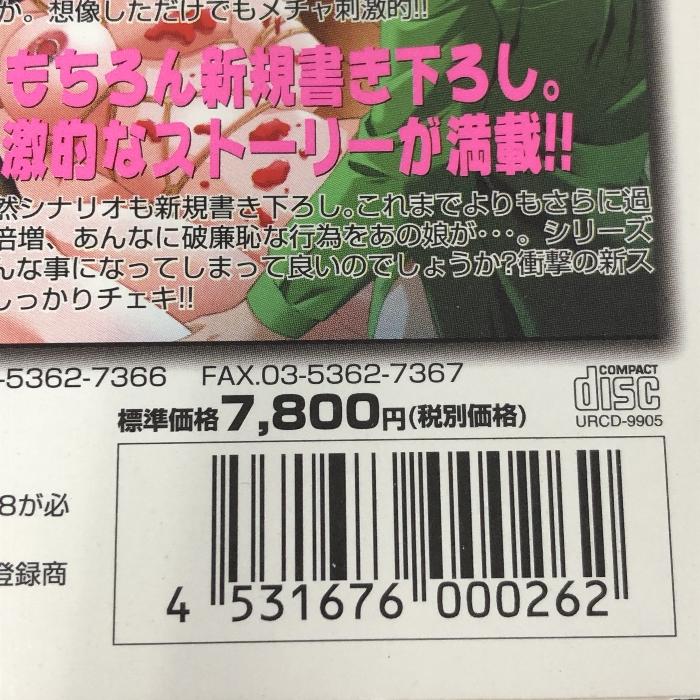 か。想像しただけでもメチャ刺激的!!
もちろん新規書き下ろし。
激的なストーリーが満載!!
然シナリオも新規書き下ろし。これまでよりもさらに過
倍増、あんなに破廉恥な行為をあの娘が・・・。シリーズ
んな事になってしまって良いのでしょうか?衝撃の新ス
しっかりチェキ!!
-5362-7366 FAX.03-5362-7367
標準価格7,800円(税別価格)
COMPACT
disc
URCD-9905
8が必
登録商
4 531676 000262